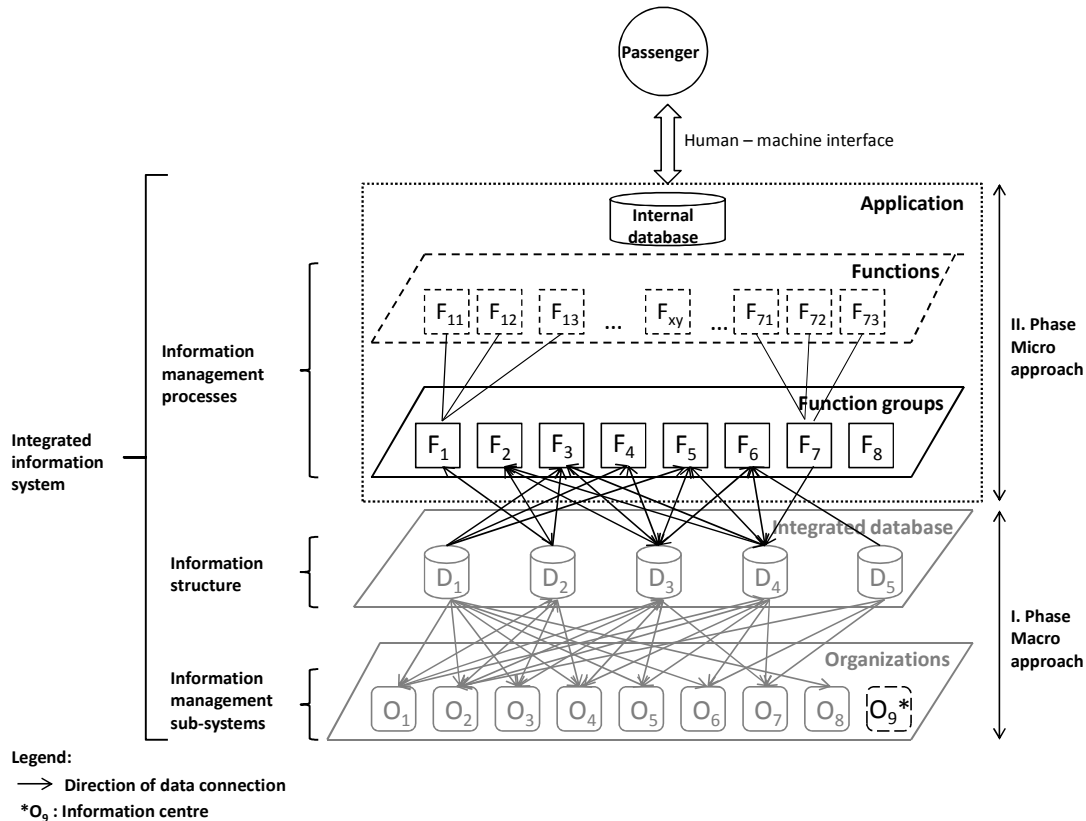 Passenger
Human – machine interface
Application
Internal
database
Functions
F11 F12 F13 ... Fxy ... F71 F72 F73
Function groups
F1 F2 F3 F4 F5 F6 F7 F8
Integrated database
D1 D2 D3 D4 D5
Organizations
O1 O2 O3 O4 O5 O6 O7 O8 O9*
Integrated
information
system
Information
management
processes
Information
structure
Information
management
sub-systems
II. Phase
Micro
approach
I. Phase
Macro
approach
Legend:
Direction of data connection
*O9 : Information centre